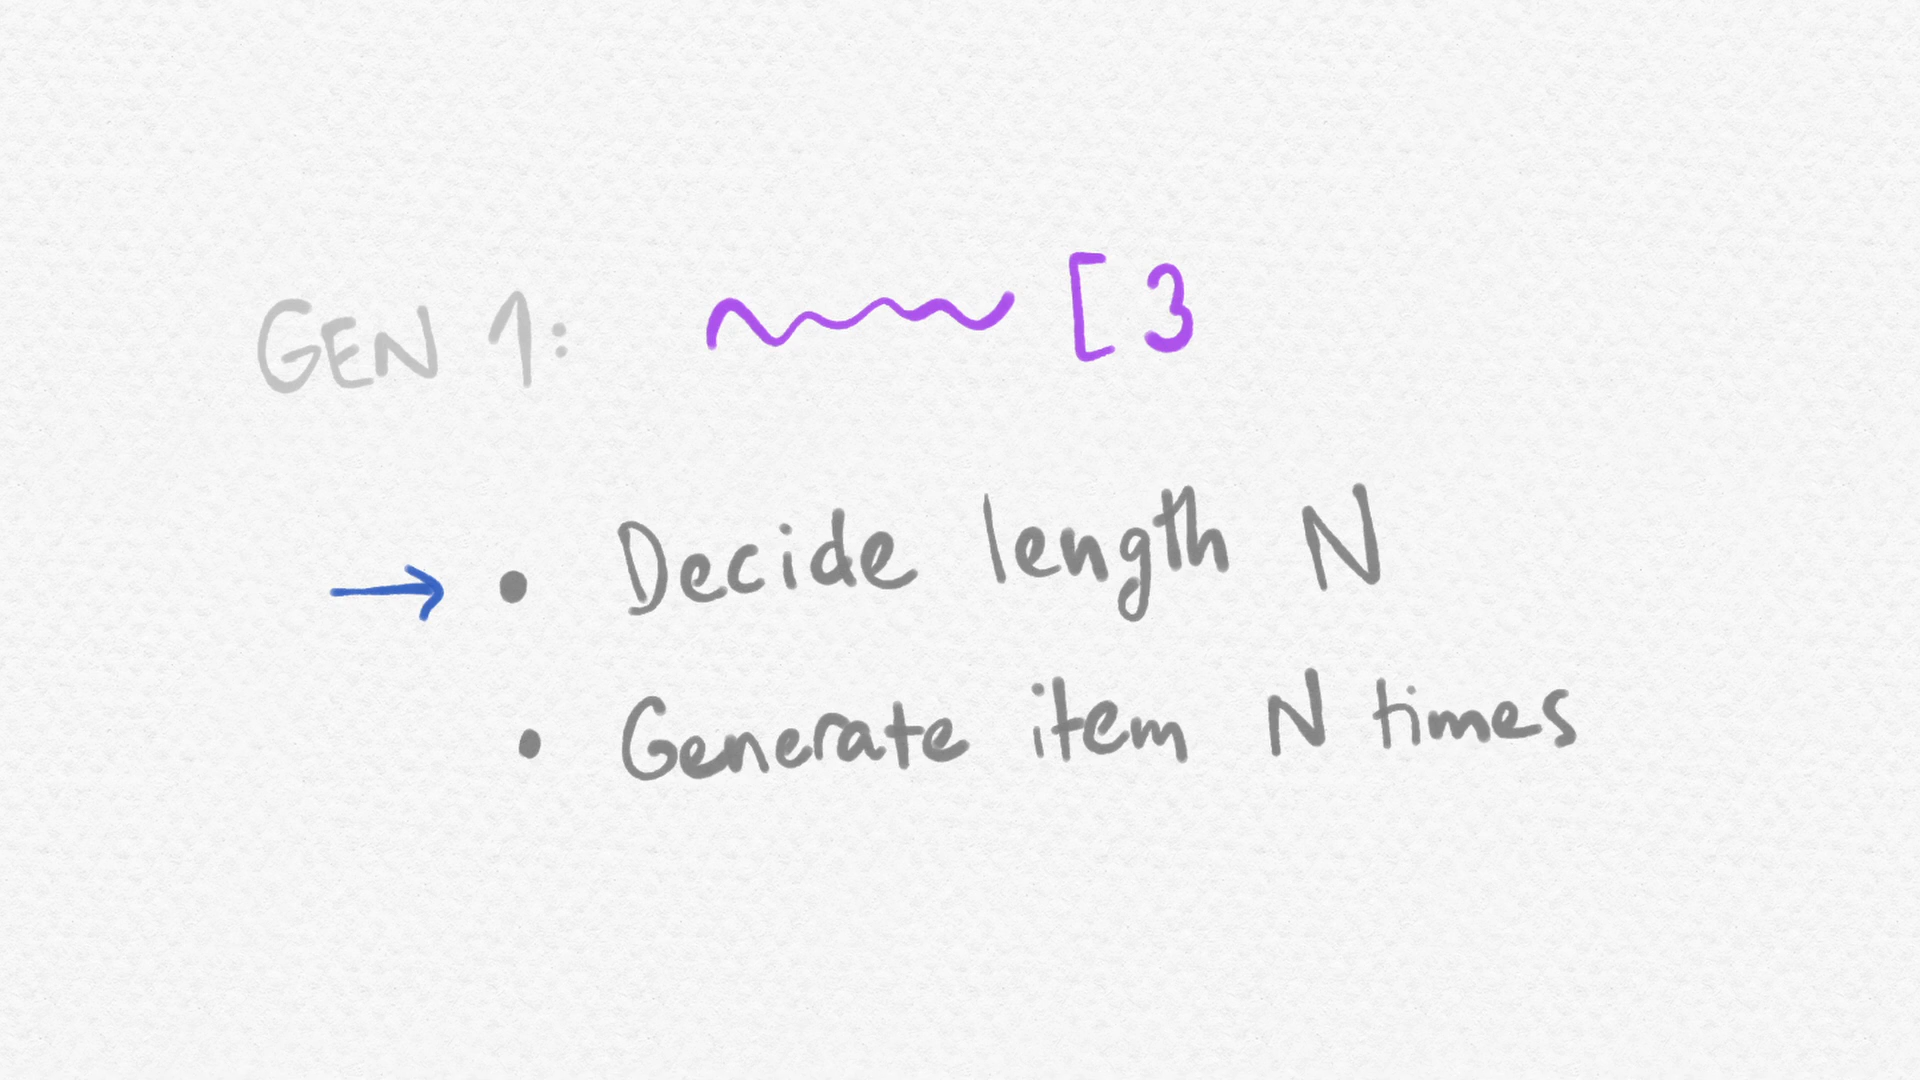 GEN 1: [ 3
• Decide length N
• Generate item N times